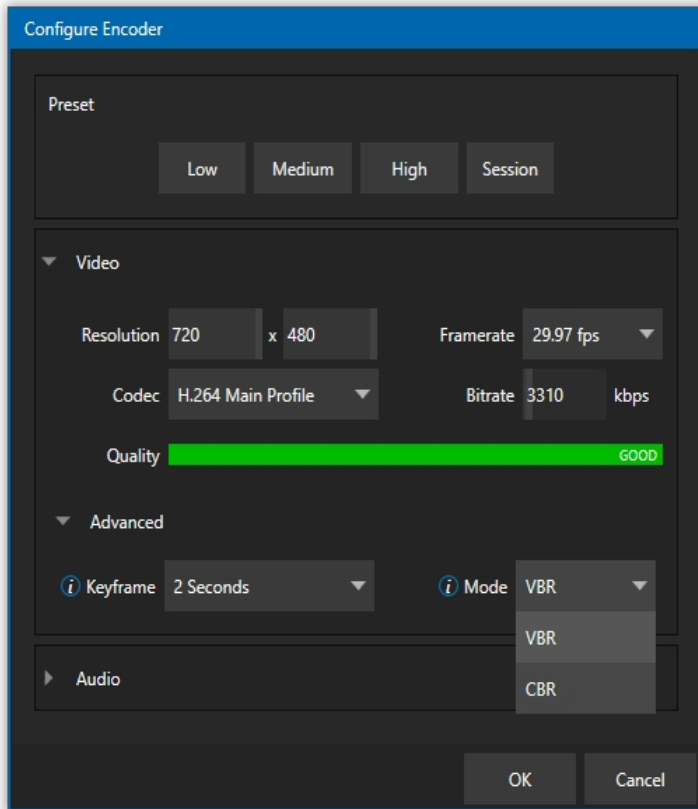 Configure Encoder
Preset
Low Medium High Session
Video
Resolution 720 x 480 Framerate 29.97 fps
Codec H.264 Main Profile Bitrate 3310 kbps
Quality GOOD
Advanced
i Keyframe 2 Seconds i Mode VBR
VBR
CBR
Audio
OK Cancel